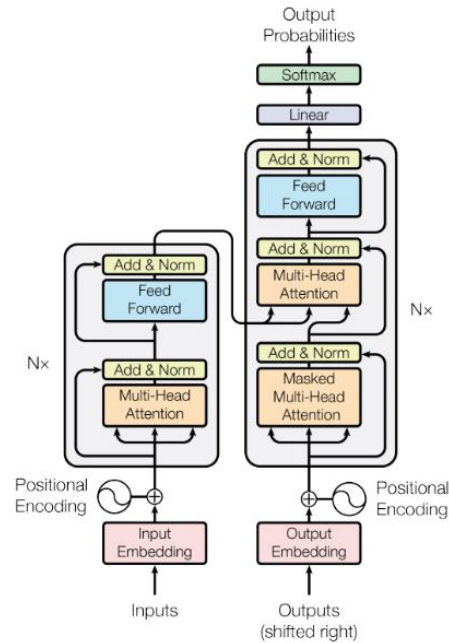 Output
Probabilities
Softmax
Linear
Add & Norm
Feed
Forward
Add & Norm
Multi-Head
Attention
Add & Norm
Masked
Multi-Head
Attention
Nx
Add & Norm
Feed
Forward
Add & Norm
Multi-Head
Attention
Nx
Positional
Encoding
Input
Embedding
Inputs
Positional
Encoding
Output
Embedding
Outputs
(shifted right)